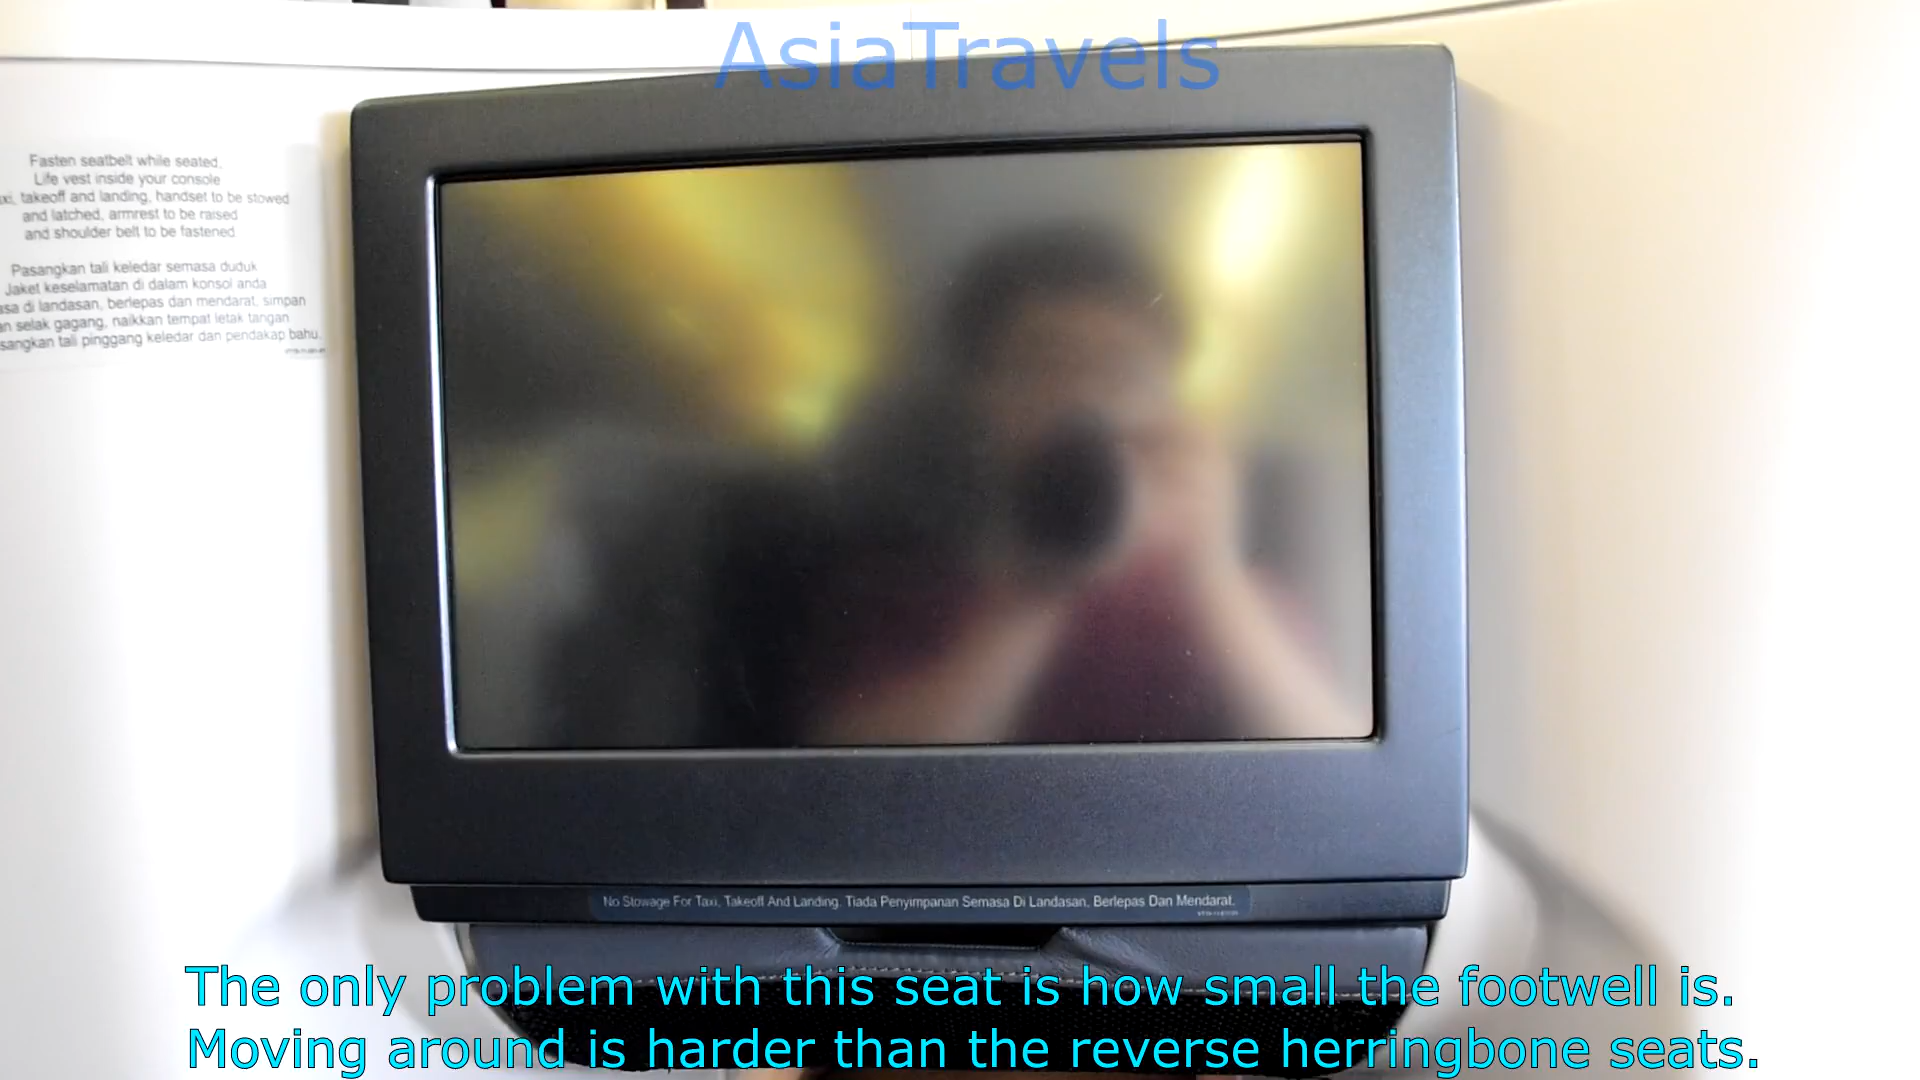 AsiaTravels
Fasten seatbelt while seated.
Life vest inside your console
takeoff and landing, handset to be stowed
and latched, armrest to be raised
and shoulder belt to be fastened
Pasangkan tali keledar semasa duduk
Jaket keselamatan di dalam konsol anda
di landasan, berlepas dan mendarat, simpan
selak gagang, naikkan tempat letak tangan
tali pinggang keledar dan pendakap bahu.
No Stowage For Taxi, Takeoff And Landing. Tiada Penyimpanan Semasa Di Landasan, Berlepas Dan Mendarat.
The only problem with this seat is how small the footwell is.
Moving around is harder than the reverse herringbone seats.